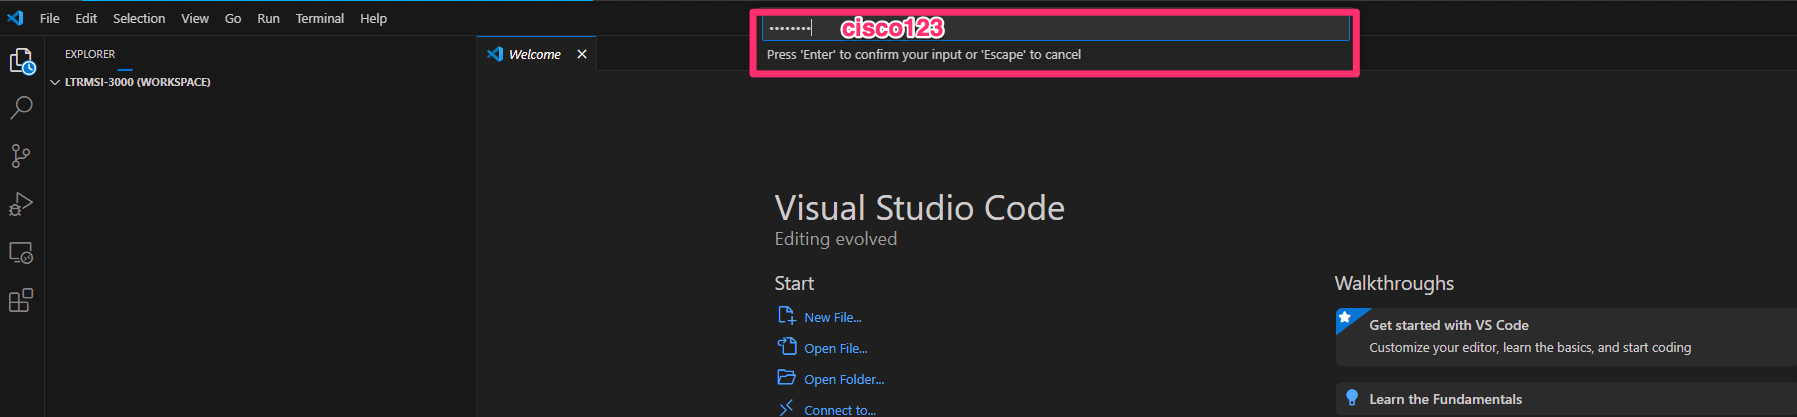 File Edit Selection View Go Run Terminal Help
•••••••• cisco123
Press 'Enter' to confirm your input or 'Escape' to cancel
EXPLORER
Welcome
LTRMSI-3000 (WORKSPACE)
Visual Studio Code
Editing evolved
Start
New File...
Open File...
Open Folder...
Connect to...
Walkthroughs
Get started with VS Code
Customize your editor, learn the basics, and start coding
Learn the Fundamentals